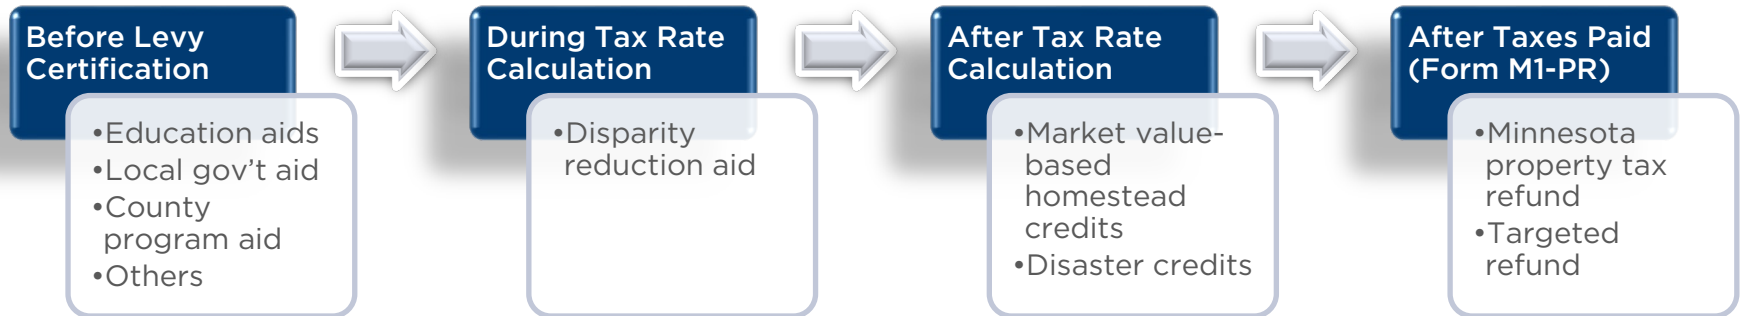 Before Levy
Certification
•Education aids
•Local gov’t aid
•County
program aid
•Others
During Tax Rate
Calculation
•Disparity
reduction aid
After Tax Rate
Calculation
•Market value-
based
homestead
credits
•Disaster credits
After Taxes Paid
(Form M1-PR)
•Minnesota
property tax
refund
•Targeted
refund